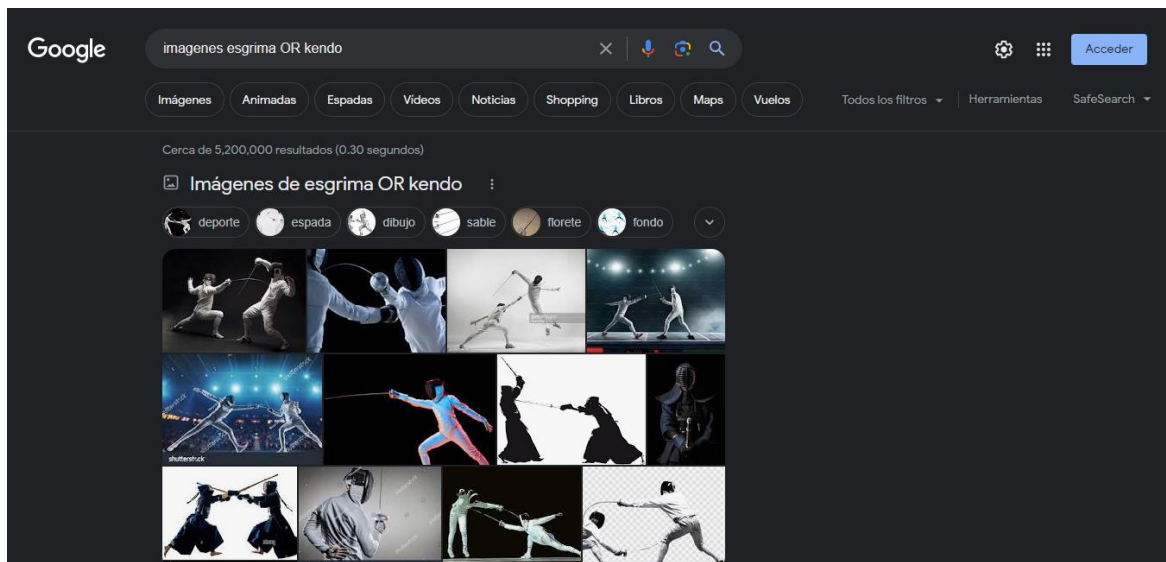 Google
imagenes esgrima OR kendo
Acceder
Imágenes Animadas Espadas Videos Noticias Shopping Libros Maps Vuelos Todos los filtros Herramientas SafeSearch
Cerca de 5,200,000 resultados (0.30 segundos)
Imágenes de esgrima OR kendo
deporte espada dibujo sable florete fondo
shutterstock